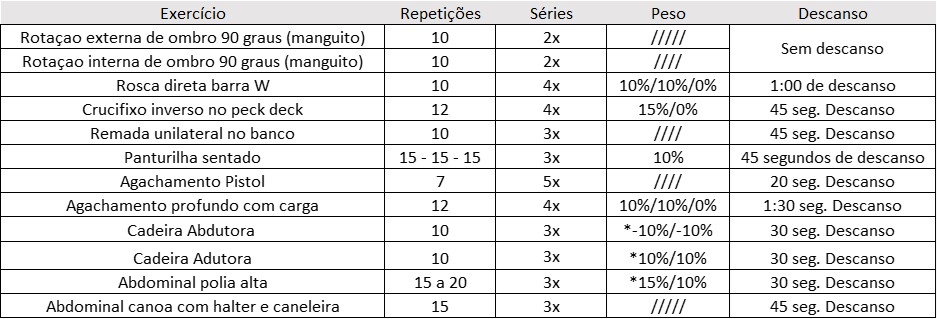 Exercício Repetições Séries Peso Descanso
Rotaçao externa de ombro 90 graus (manguito) 10 2x ///// Sem descanso
Rotaçao interna de ombro 90 graus (manguito) 10 2x ////
Rosca direta barra W 10 4x 10%/10%/0% 1:00 de descanso
Crucifixo inverso no peck deck 12 4x 15%/0% 45 seg. Descanso
Remada unilateral no banco 10 3x //// 45 seg. Descanso
Panturilha sentado 15 - 15 - 15 3x 10% 45 segundos de descanso
Agachamento Pistol 7 5x //// 20 seg. Descanso
Agachamento profundo com carga 12 4x 10%/10%/0% 1:30 seg. Descanso
Cadeira Abdutora 10 3x *-10%/-10% 30 seg. Descanso
Cadeira Adutora 10 3x *10%/10% 30 seg. Descanso
Abdominal polia alta 15 a 20 3x *15%/10% 30 seg. Descanso
Abdominal canoa com halter e caneleira 15 3x ///// 45 seg. Descanso